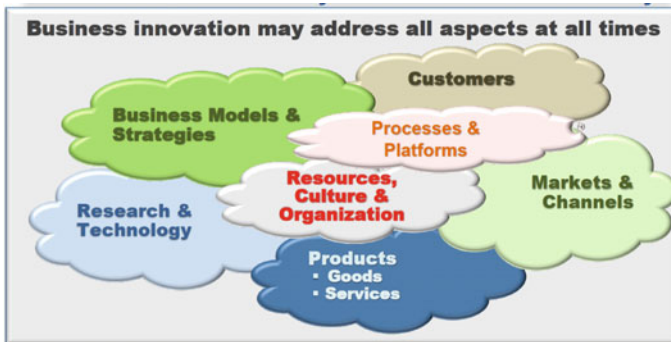 Business innovation may address all aspects at all times
Customers
Business Models &
Strategies
Processes &
Platforms
Resources,
Culture &
Organization
Markets &
Channels
Research &
Technology
Products
▪ Goods
▪ Services